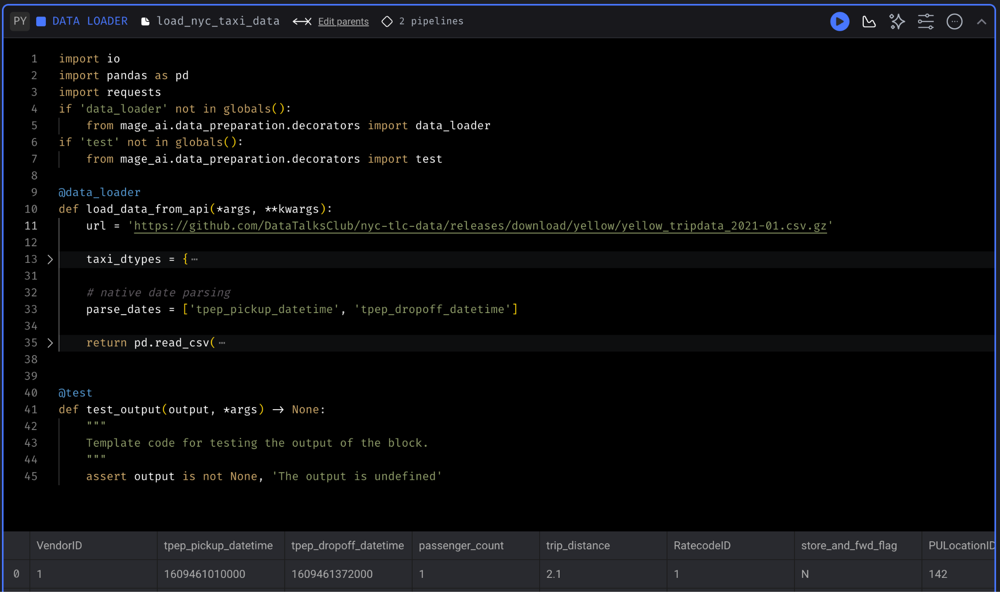 PY DATA LOADER load_nyc_taxi_data Edit parents 2 pipelines
1 import io
2 import pandas as pd
3 import requests
4 if 'data_loader' not in globals():
5 from mage_ai.data_preparation.decorators import data_loader
6 if 'test' not in globals():
7 from mage_ai.data_preparation.decorators import test
8
9 @data_loader
10 def load_data_from_api(*args, **kwargs):
11 url = 'https://github.com/DataTalksClub/nyc-tlc-data/releases/download/yellow/yellow_tripdata_2021-01.csv.gz'
12
13 taxi_dtypes = {⋯
31
32 # native date parsing
33 parse_dates = ['tpep_pickup_datetime', 'tpep_dropoff_datetime']
34
35 return pd.read_csv(⋯
38
39
40 @test
41 def test_output(output, *args) -> None:
42 """
43 Template code for testing the output of the block.
44 """
45 assert output is not None, 'The output is undefined'
VendorID tpep_pickup_datetime tpep_dropoff_datetime passenger_count trip_distance RatecodeID store_and_fwd_flag PULocationID
0 1 1609461010000 1609461372000 1 2.1 1 N 142